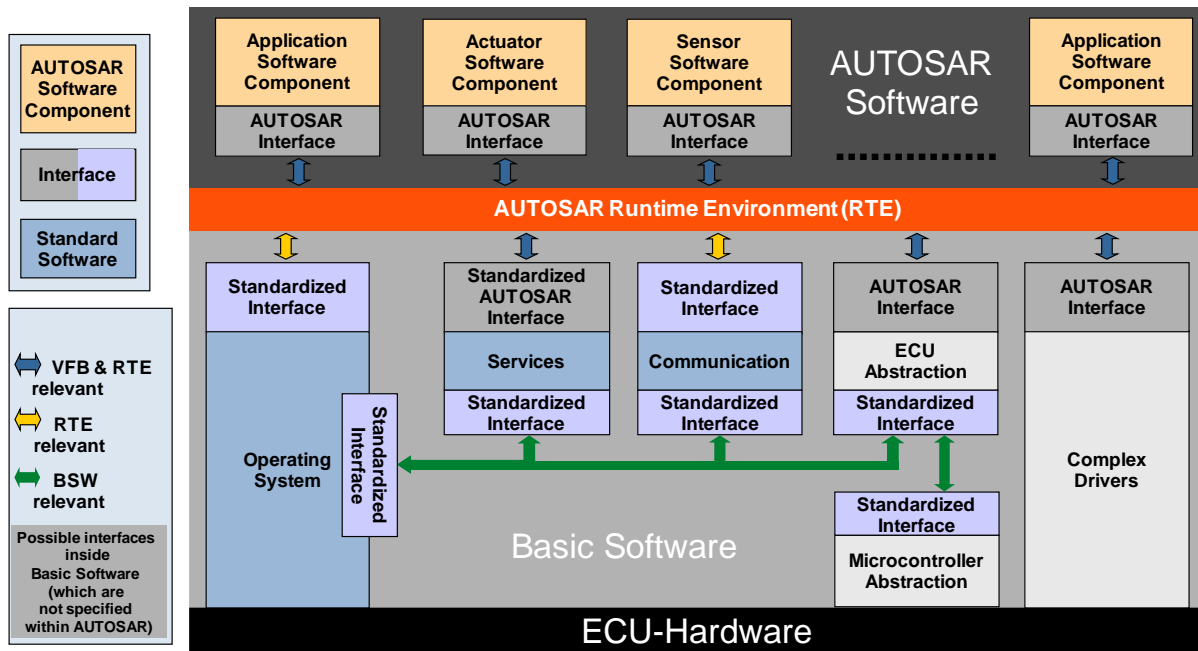 AUTOSAR
Software
Component
Interface
Standard
Software
VFB & RTE
relevant
RTE
relevant
BSW
relevant
Possible interfaces
inside
Basic Software
(which are
not specified
within AUTOSAR)
Application
Software
Component
AUTOSAR
Interface
Actuator
Software
Component
AUTOSAR
Interface
Sensor
Software
Component
AUTOSAR
Interface
AUTOSAR
Software
..............
Application
Software
Component
AUTOSAR
Interface
AUTOSAR Runtime Environment (RTE)
Standardized
Interface
Operating
System
Standardized
Interface
Standardized
AUTOSAR
Interface
Services
Standardized
Interface
Standardized
Interface
Communication
Standardized
Interface
AUTOSAR
Interface
ECU
Abstraction
Standardized
Interface
Standardized
Interface
Microcontroller
Abstraction
AUTOSAR
Interface
Complex
Drivers
Basic Software
ECU-Hardware